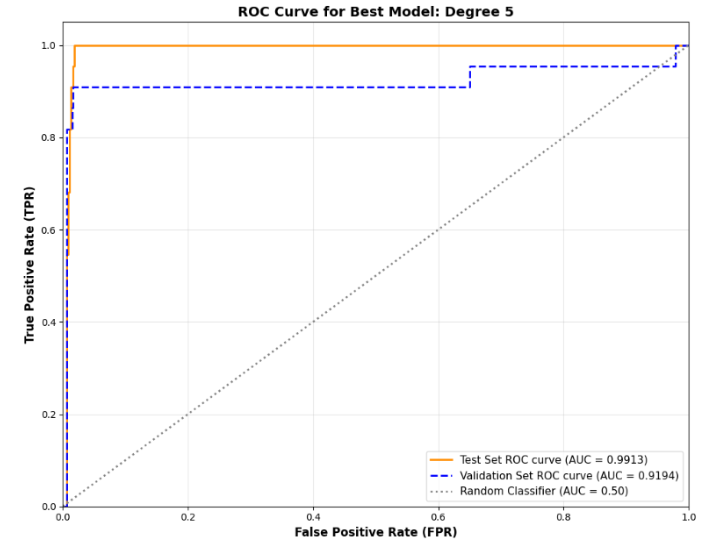 ROC Curve for Best Model: Degree 5
True Positive Rate (TPR)
1.0
0.8
0.6
0.4
0.2
0.0
0.0 0.2 0.4 0.6 0.8 1.0
False Positive Rate (FPR)
Test Set ROC curve (AUC = 0.9913)
Validation Set ROC curve (AUC = 0.9194)
Random Classifier (AUC = 0.50)